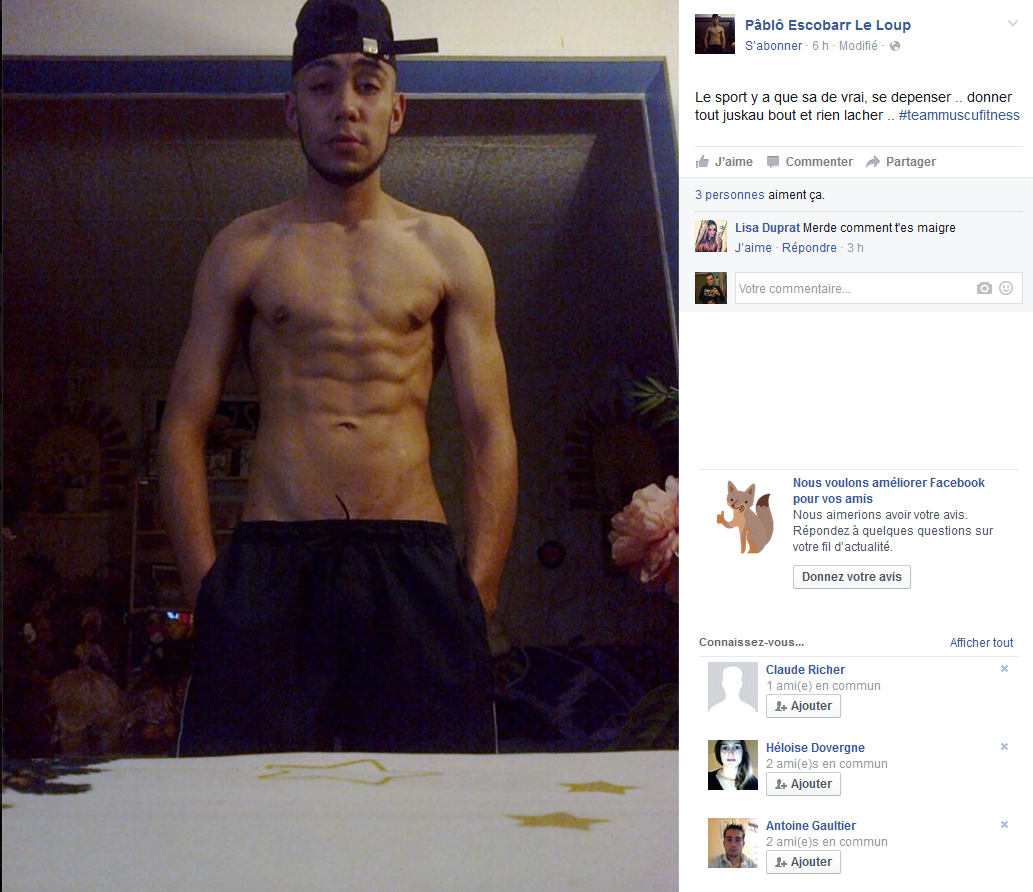 Pâblô Escobarr Le Loup
S'abonner · 6 h · Modifié ·
Le sport y a que sa de vrai, se depenser .. donner
tout juskau bout et rien lacher .. #teammuscufitness
J'aime Commenter Partager
3 personnes aiment ça.
Lisa Duprat Merde comment t'es maigre
J'aime · Répondre · 3 h
Votre commentaire...
Nous voulons améliorer Facebook
pour vos amis
Nous aimerions avoir votre avis.
Répondez à quelques questions sur
votre fil d'actualité.
Donnez votre avis
Connaissez-vous... Afficher tout
Claude Richer
1 ami(e) en commun
Ajouter
Héloise Dovergne
2 ami(e)s en commun
Ajouter
Antoine Gaultier
2 ami(e)s en commun
Ajouter